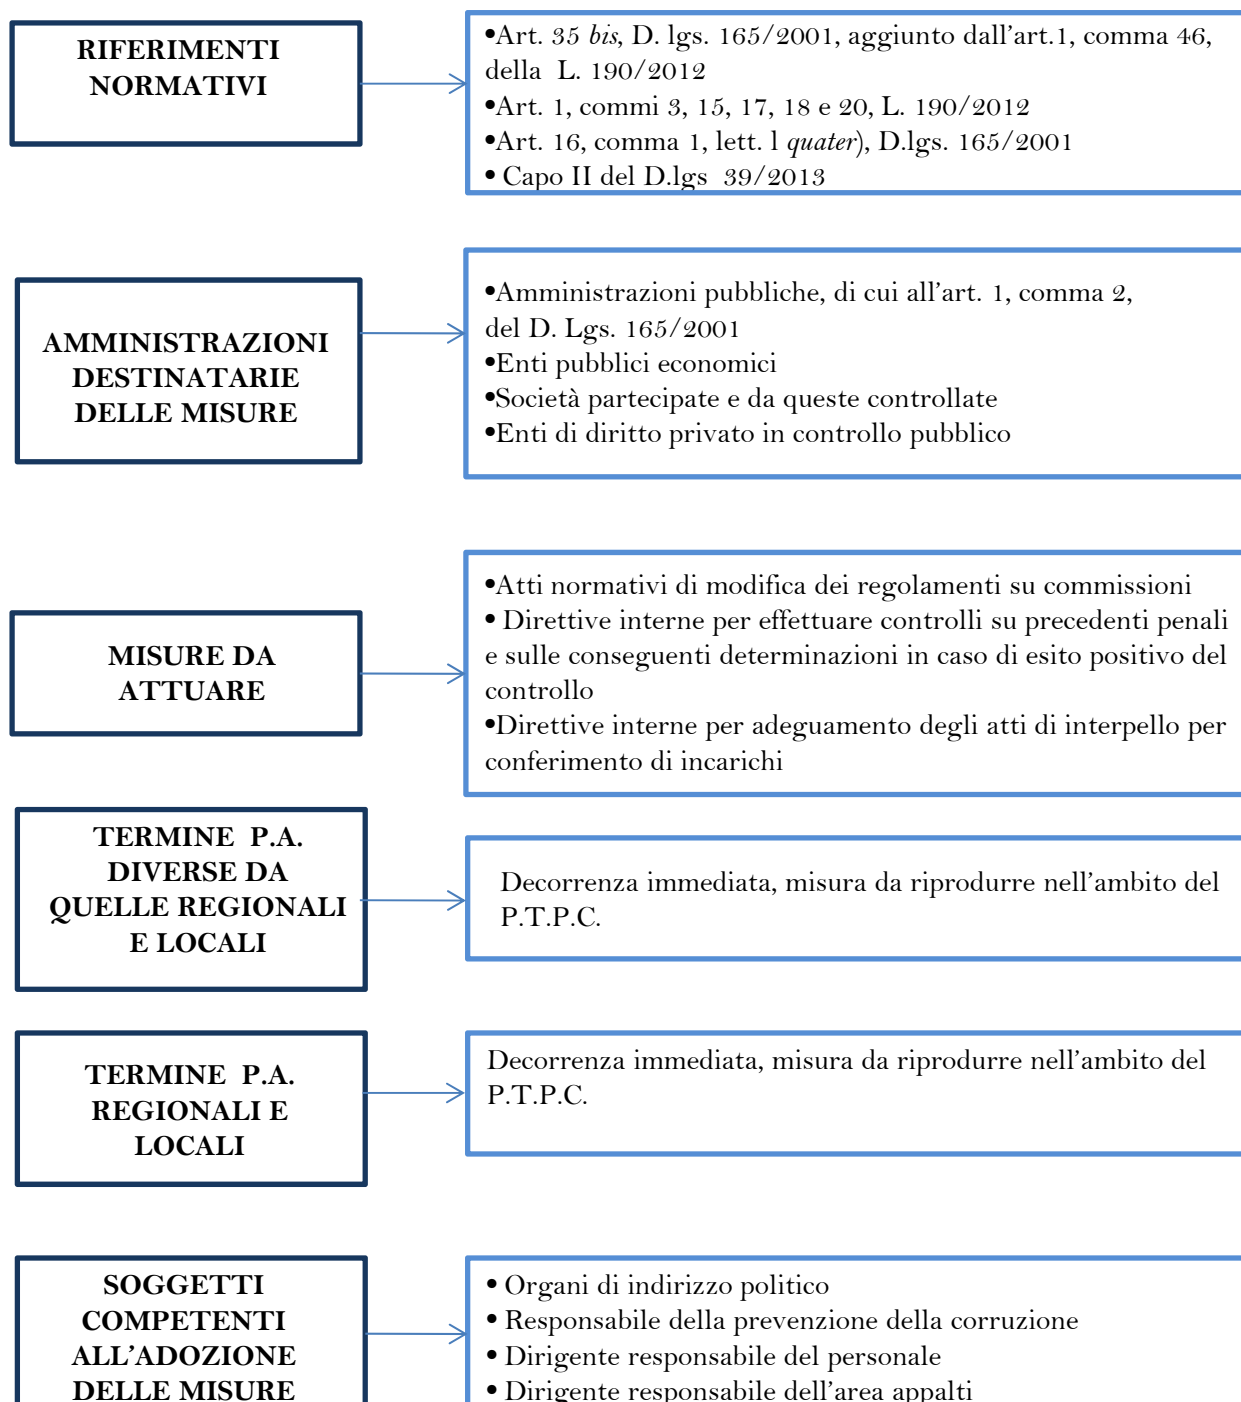 RIFERIMENTI
NORMATIVI
•Art. 35 bis, D. lgs. 165/2001, aggiunto dall’art.1, comma 46,
della L. 190/2012
•Art. 1, commi 3, 15, 17, 18 e 20, L. 190/2012
•Art. 16, comma 1, lett. l quater), D.lgs. 165/2001
• Capo II del D.lgs 39/2013
AMMINISTRAZIONI
DESTINATARIE
DELLE MISURE
•Amministrazioni pubbliche, di cui all’art. 1, comma 2,
del D. Lgs. 165/2001
•Enti pubblici economici
•Società partecipate e da queste controllate
•Enti di diritto privato in controllo pubblico
MISURE DA
ATTUARE
•Atti normativi di modifica dei regolamenti su commissioni
• Direttive interne per effettuare controlli su precedenti penali
e sulle conseguenti determinazioni in caso di esito positivo del
controllo
•Direttive interne per adeguamento degli atti di interpello per
conferimento di incarichi
TERMINE P.A.
DIVERSE DA
QUELLE REGIONALI
E LOCALI
Decorrenza immediata, misura da riprodurre nell’ambito del
P.T.P.C.
TERMINE P.A.
REGIONALI E
LOCALI
Decorrenza immediata, misura da riprodurre nell’ambito del
P.T.P.C.
SOGGETTI
COMPETENTI
ALL’ADOZIONE
DELLE MISURE
• Organi di indirizzo politico
• Responsabile della prevenzione della corruzione
• Dirigente responsabile del personale
• Dirigente responsabile dell’area appalti